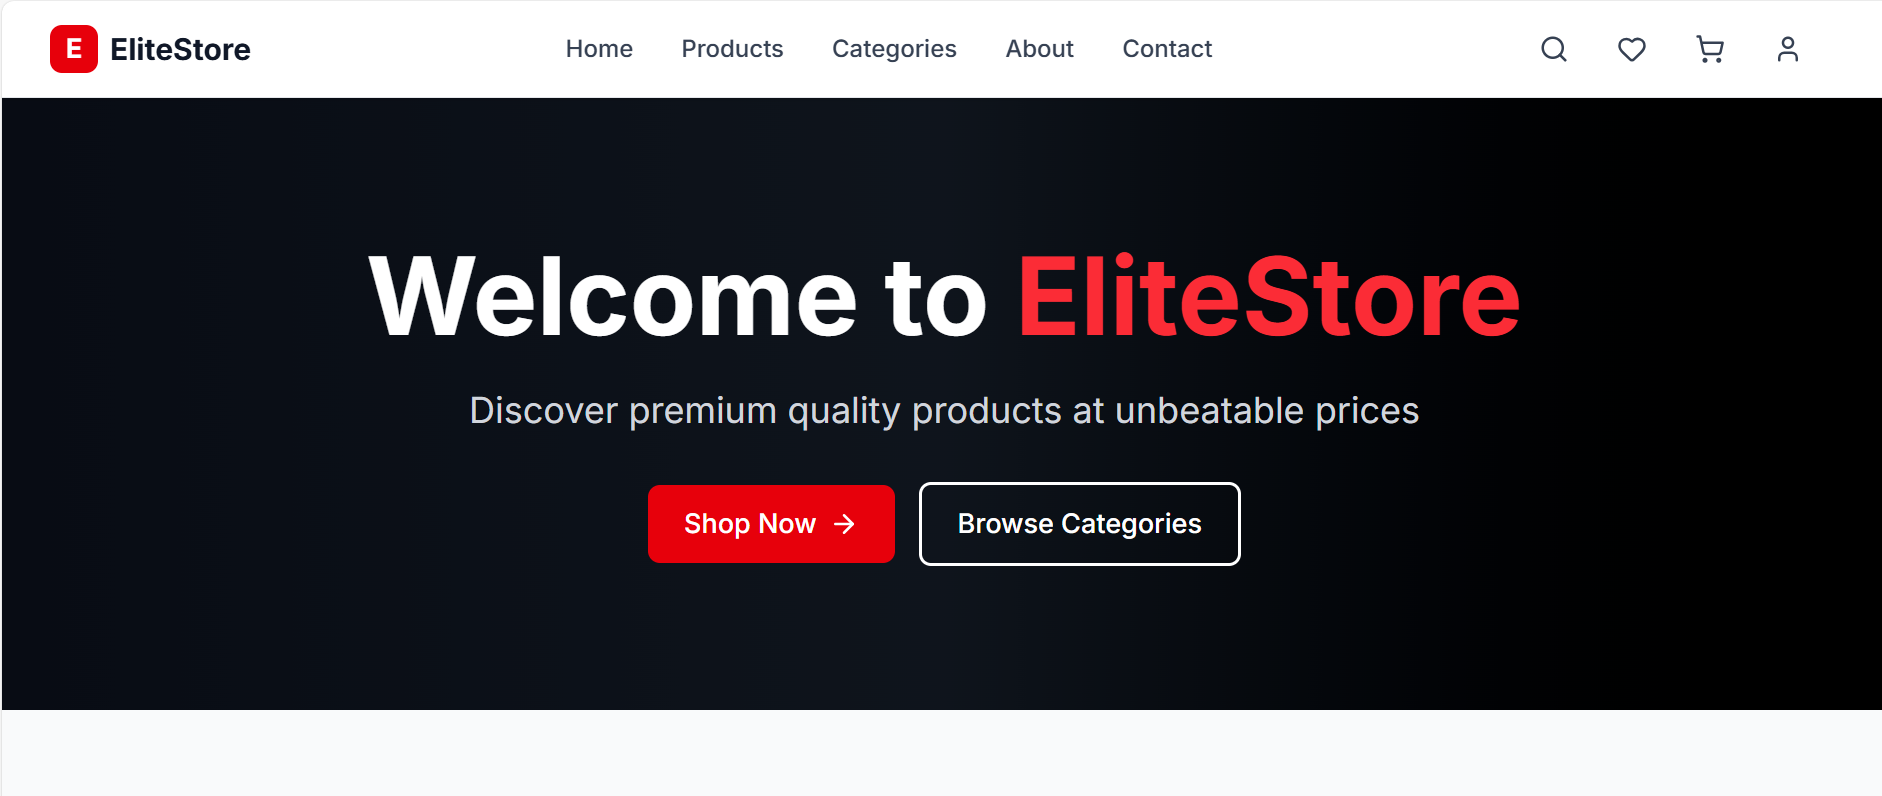 E EliteStore Home Products Categories About Contact
Welcome to EliteStore
Discover premium quality products at unbeatable prices
Shop Now → Browse Categories